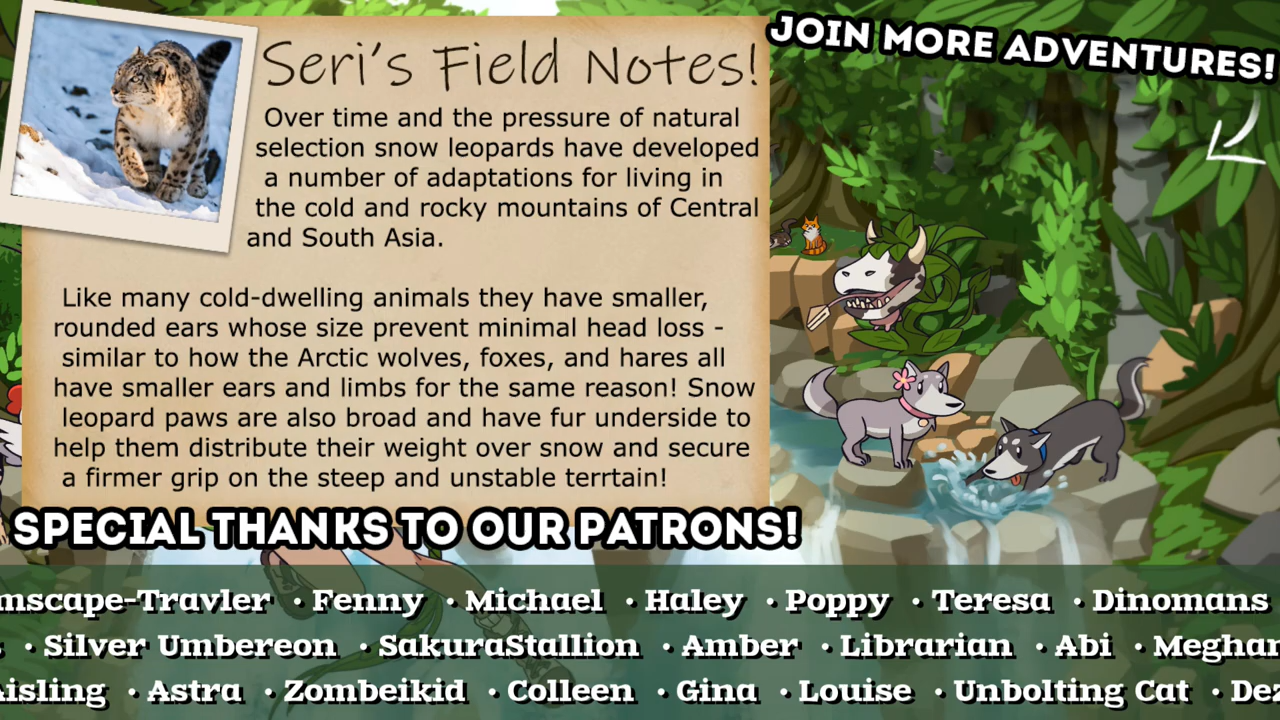 Seri's Field Notes!
JOIN MORE ADVENTURES!
Over time and the pressure of natural
selection snow leopards have developed
a number of adaptations for living in
the cold and rocky mountains of Central
and South Asia.
Like many cold-dwelling animals they have smaller,
rounded ears whose size prevent minimal head loss -
similar to how the Arctic wolves, foxes, and hares all
have smaller ears and limbs for the same reason! Snow
leopard paws are also broad and have fur underside to
help them distribute their weight over snow and secure
a firmer grip on the steep and unstable terrtain!
SPECIAL THANKS TO OUR PATRONS!
mscape-Travler • Fenny • Michael • Haley • Poppy • Teresa • Dinomans
• Silver Umbereon • SakuraStallion • Amber • Librarian • Abi • Meghan
Aisling • Astra • Zombeikid • Colleen • Gina • Louise • Unbolting Cat • Dez